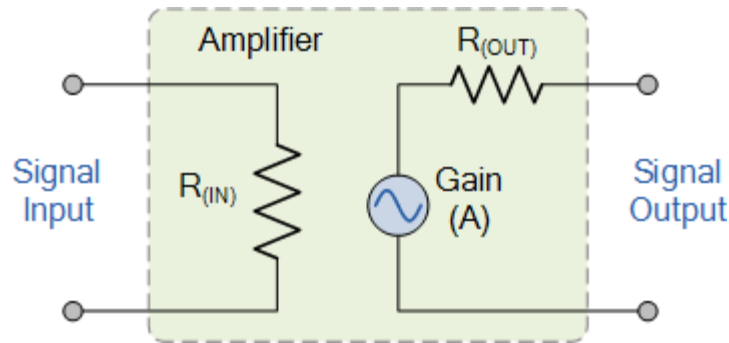 Amplifier
R(OUT)
Signal
Input
R(IN)
Gain
(A)
Signal
Output